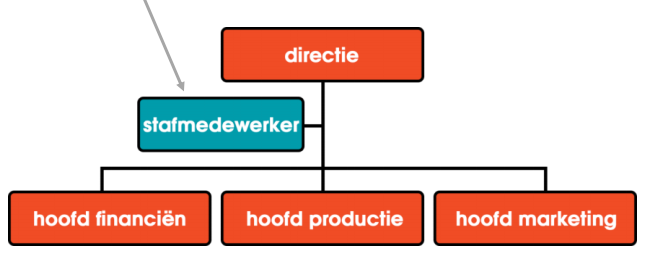 directie
stafmedewerker
hoofd financiën
hoofd productie
hoofd marketing